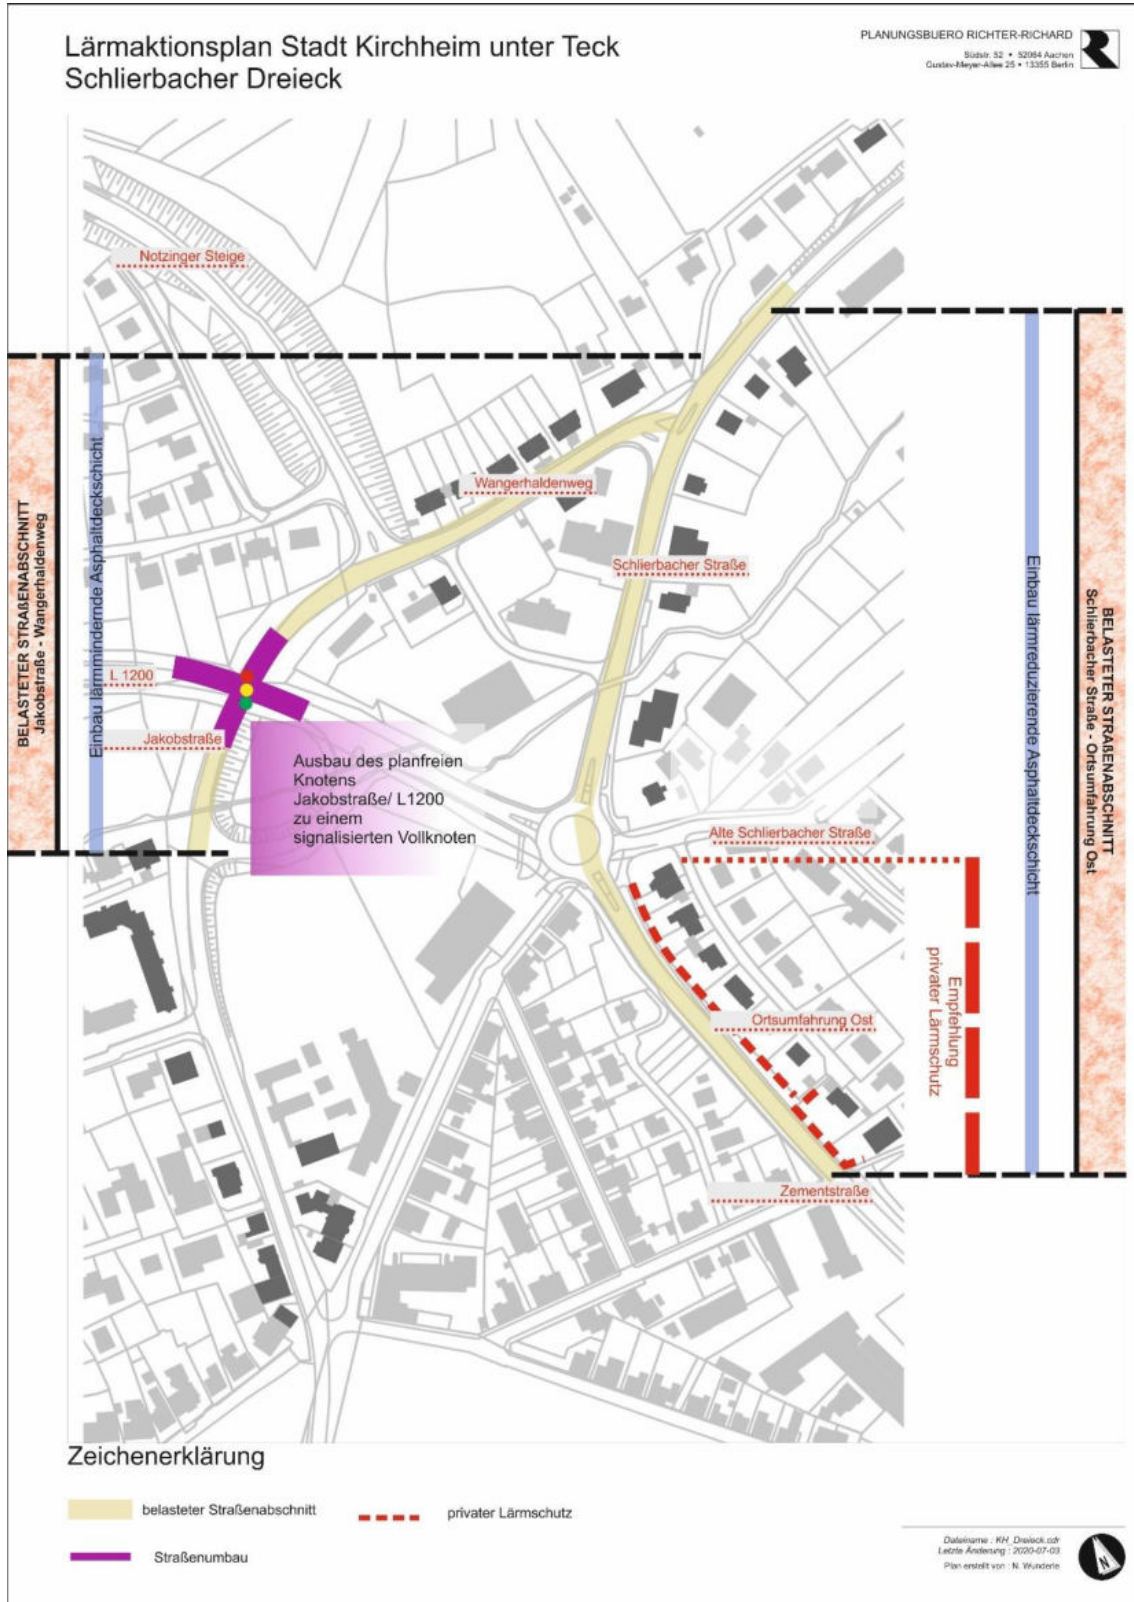 Lärmaktionsplan Stadt Kirchheim unter Teck
Schlierbacher Dreieck
PLANUNGSBUERO RICHTER-RICHARD
Südstr. 52 • 52064 Aachen
Gustav-Meyer-Allee 25 • 13355 Berlin
Notzinger Steige
Wangerhaldenweg
Schlierbacher Straße
L 1200
Jakobstraße
Ausbau des planfreien
Knotens
Jakobstraße/ L1200
zu einem
signalisierten Vollknoten
Alte Schlierbacher Straße
Ortsumfahrung Ost
Zementstraße
BELASTETER STRAßENABSCHNITT
Jakobstraße - Wangerhaldenweg
Einbau lärmmindernde Asphaltdeckschicht
Empfehlung
privater Lärmschutz
Einbau lärmreduzierende Asphaltdeckschicht
BELASTETER STRAßENABSCHNITT
Schlierbacher Straße - Ortsumfahrung Ost
Zeichenerklärung
belasteter Straßenabschnitt
privater Lärmschutz
Straßenumbau
Dateiname : KH_Dreieck.cdr
Letzte Änderung : 2020-07-03
Plan erstellt von : N. Wunderle
N